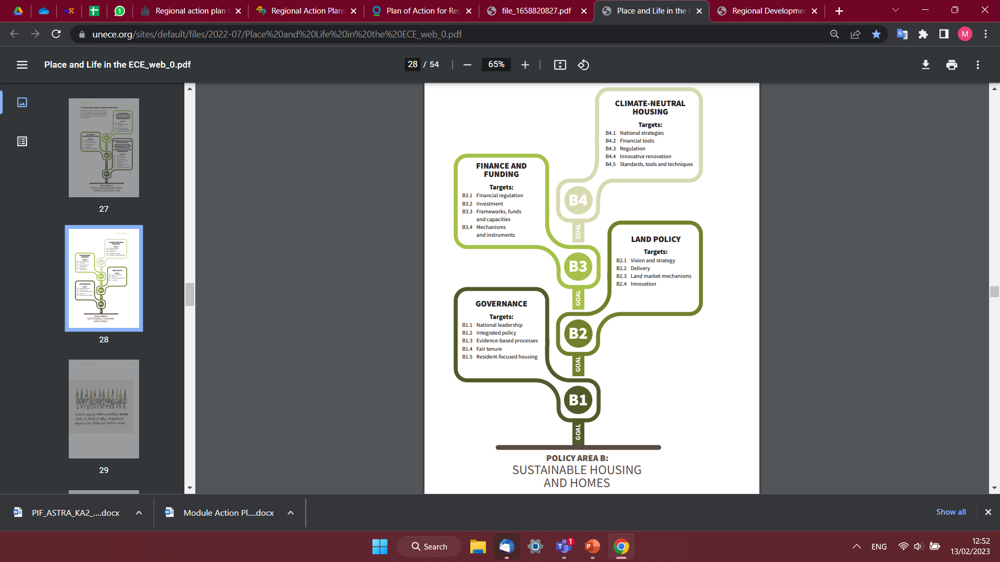 Regional action plan f
Regional Action Plans
Plan of Action for Reg
file_1658820827.pdf
Place and Life in the E
Regional Developmen
unece.org/sites/default/files/2022-07/Place%20and%20Life%20in%20the%20ECE_web_0.pdf
M
Place and Life in the ECE_web_0.pdf
28 / 54
65%
27
28
29
CLIMATE-NEUTRAL
HOUSING
Targets:
B4.1 National strategies
B4.2 Financial tools
B4.3 Regulation
B4.4 Innovative renovation
B4.5 Standards, tools and techniques
B4
GOAL
FINANCE AND
FUNDING
Targets:
B3.1 Financial regulation
B3.2 Investment
B3.3 Frameworks, funds
and capacities
B3.4 Mechanisms
and instruments
B3
GOAL
LAND POLICY
Targets:
B2.1 Vision and strategy
B2.2 Delivery
B2.3 Land market mechanisms
B2.4 Innovation
B2
GOAL
GOVERNANCE
Targets:
B1.1 National leadership
B1.2 Integrated policy
B1.3 Evidence-based processes
B1.4 Fair tenure
B1.5 Resident-focused housing
B1
GOAL
POLICY AREA B:
SUSTAINABLE HOUSING
AND HOMES
PIF_ASTRA_KA2_....docx
Module Action Pl....docx
Show all
Search
1
ENG
12:52
13/02/2023